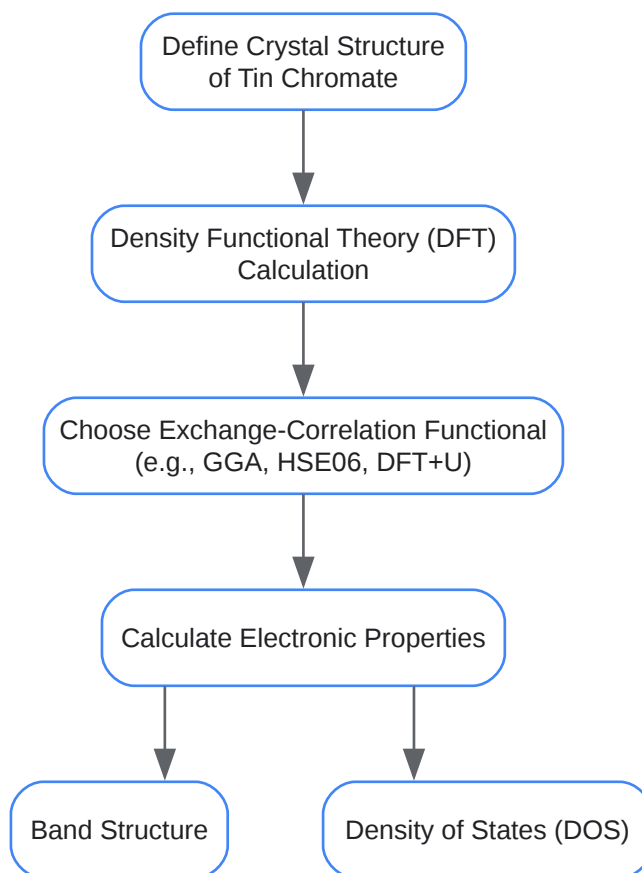 Define Crystal Structure
of Tin Chromate
Density Functional Theory (DFT)
Calculation
Choose Exchange-Correlation Functional
(e.g., GGA, HSE06, DFT+U)
Calculate Electronic Properties
Band Structure
Density of States (DOS)